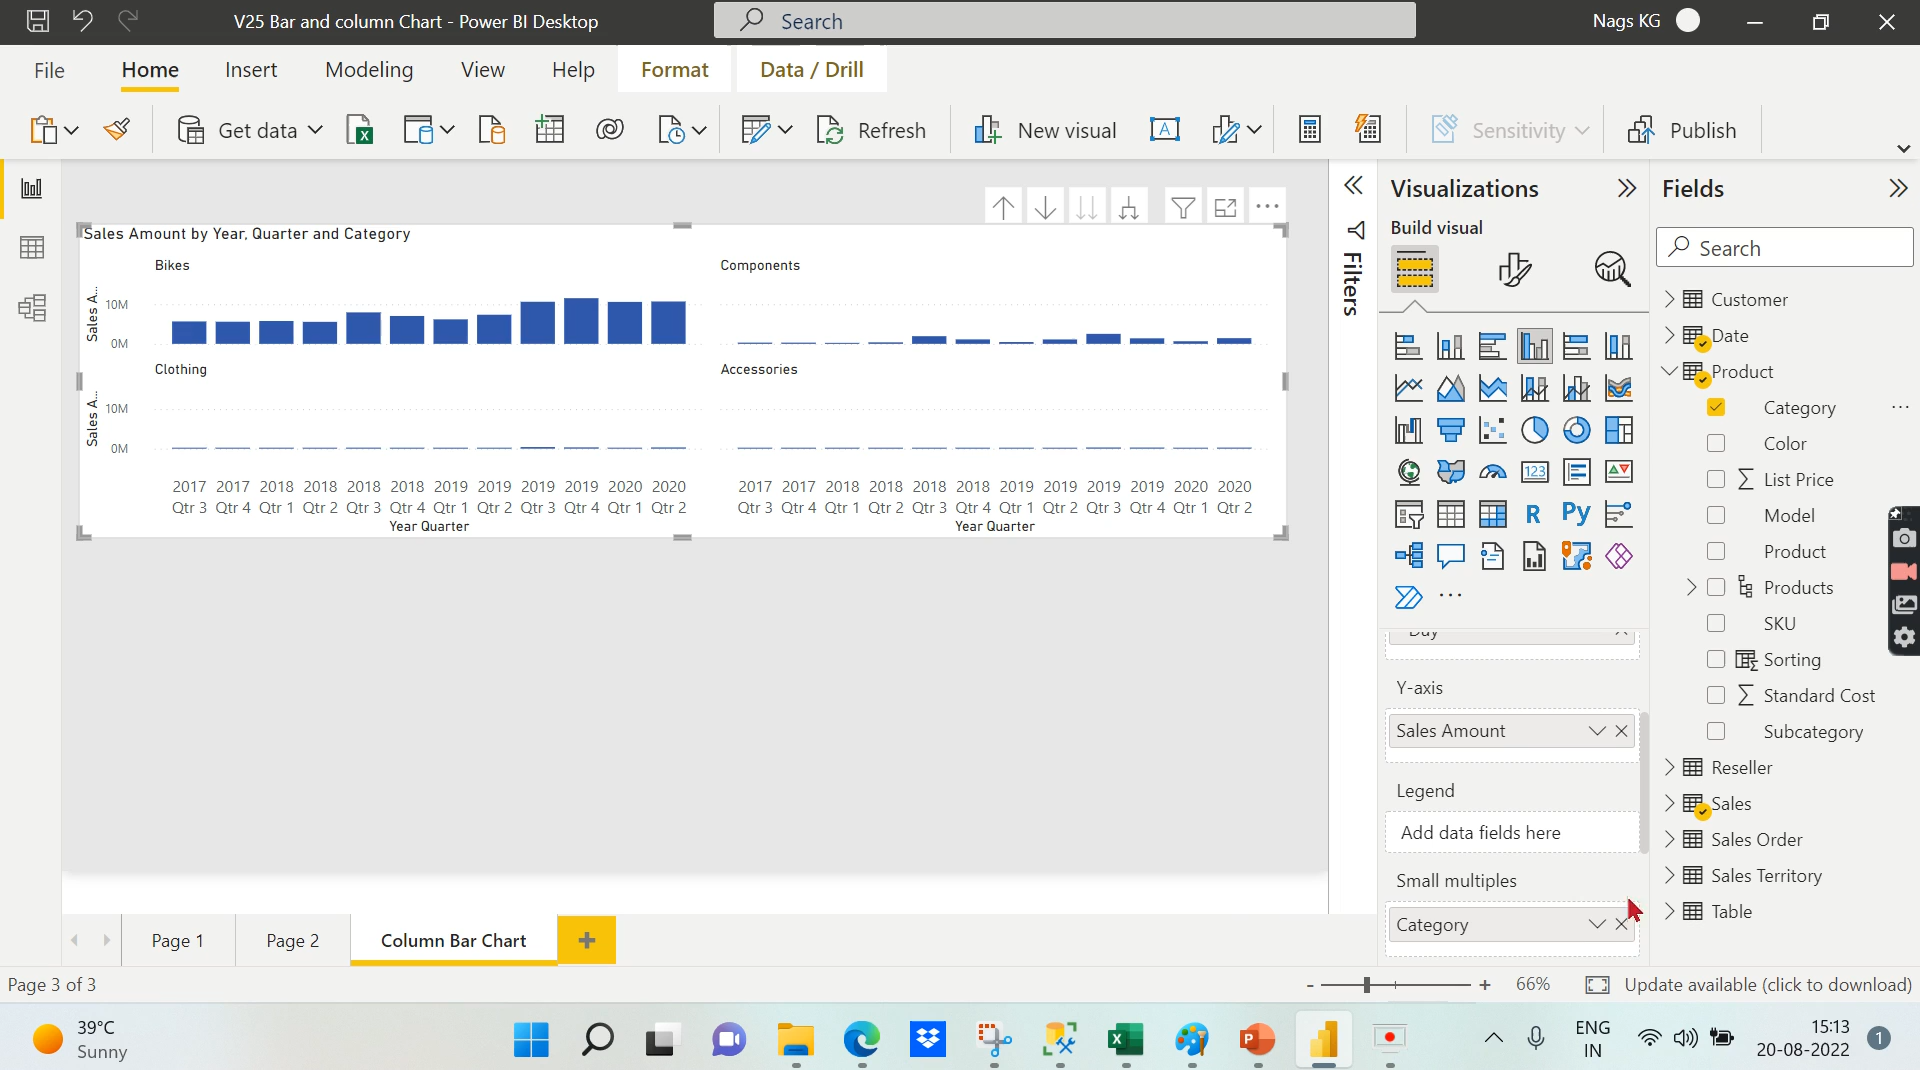 V25 Bar and column Chart - Power BI Desktop
Search
Nags KG
File
Home
Insert
Modeling
View
Help
Format
Data / Drill
Get data
Refresh
New visual
Sensitivity
Publish
Sales Amount by Year, Quarter and Category
Bikes
Components
Sales A...
10M
0M
Clothing
Accessories
Sales A...
10M
0M
2017 2017 2018 2018 2018 2018 2019 2019 2019 2019 2020 2020
Qtr 3 Qtr 4 Qtr 1 Qtr 2 Qtr 3 Qtr 4 Qtr 1 Qtr 2 Qtr 3 Qtr 4 Qtr 1 Qtr 2
Year Quarter
2017 2017 2018 2018 2018 2018 2019 2019 2019 2019 2020 2020
Qtr 3 Qtr 4 Qtr 1 Qtr 2 Qtr 3 Qtr 4 Qtr 1 Qtr 2 Qtr 3 Qtr 4 Qtr 1 Qtr 2
Year Quarter
Filters
Visualizations
Build visual
123
R
Py
Y-axis
Sales Amount
Legend
Add data fields here
Small multiples
Category
Fields
Search
Customer
Date
Product
Category
Color
List Price
Model
Product
Products
SKU
Sorting
Standard Cost
Subcategory
Reseller
Sales
Sales Order
Sales Territory
Table
Page 1
Page 2
Column Bar Chart
Page 3 of 3
- + 66%
Update available (click to download)
39°C
Sunny
ENG
IN
15:13
20-08-2022
1